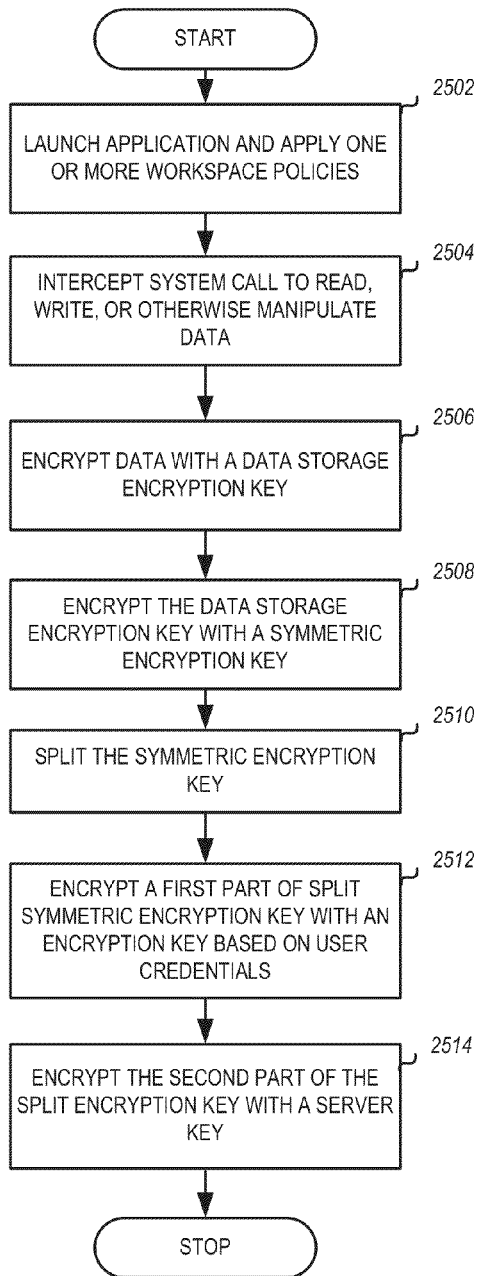 START
2502
LAUNCH APPLICATION AND APPLY ONE
OR MORE WORKSPACE POLICIES
2504
INTERCEPT SYSTEM CALL TO READ,
WRITE, OR OTHERWISE MANIPULATE
DATA
2506
ENCRYPT DATA WITH A DATA STORAGE
ENCRYPTION KEY
2508
ENCRYPT THE DATA STORAGE
ENCRYPTION KEY WITH A SYMMETRIC
ENCRYPTION KEY
2510
SPLIT THE SYMMETRIC ENCRYPTION
KEY
2512
ENCRYPT A FIRST PART OF SPLIT
SYMMETRIC ENCRYPTION KEY WITH AN
ENCRYPTION KEY BASED ON USER
CREDENTIALS
2514
ENCRYPT THE SECOND PART OF THE
SPLIT ENCRYPTION KEY WITH A SERVER
KEY
STOP